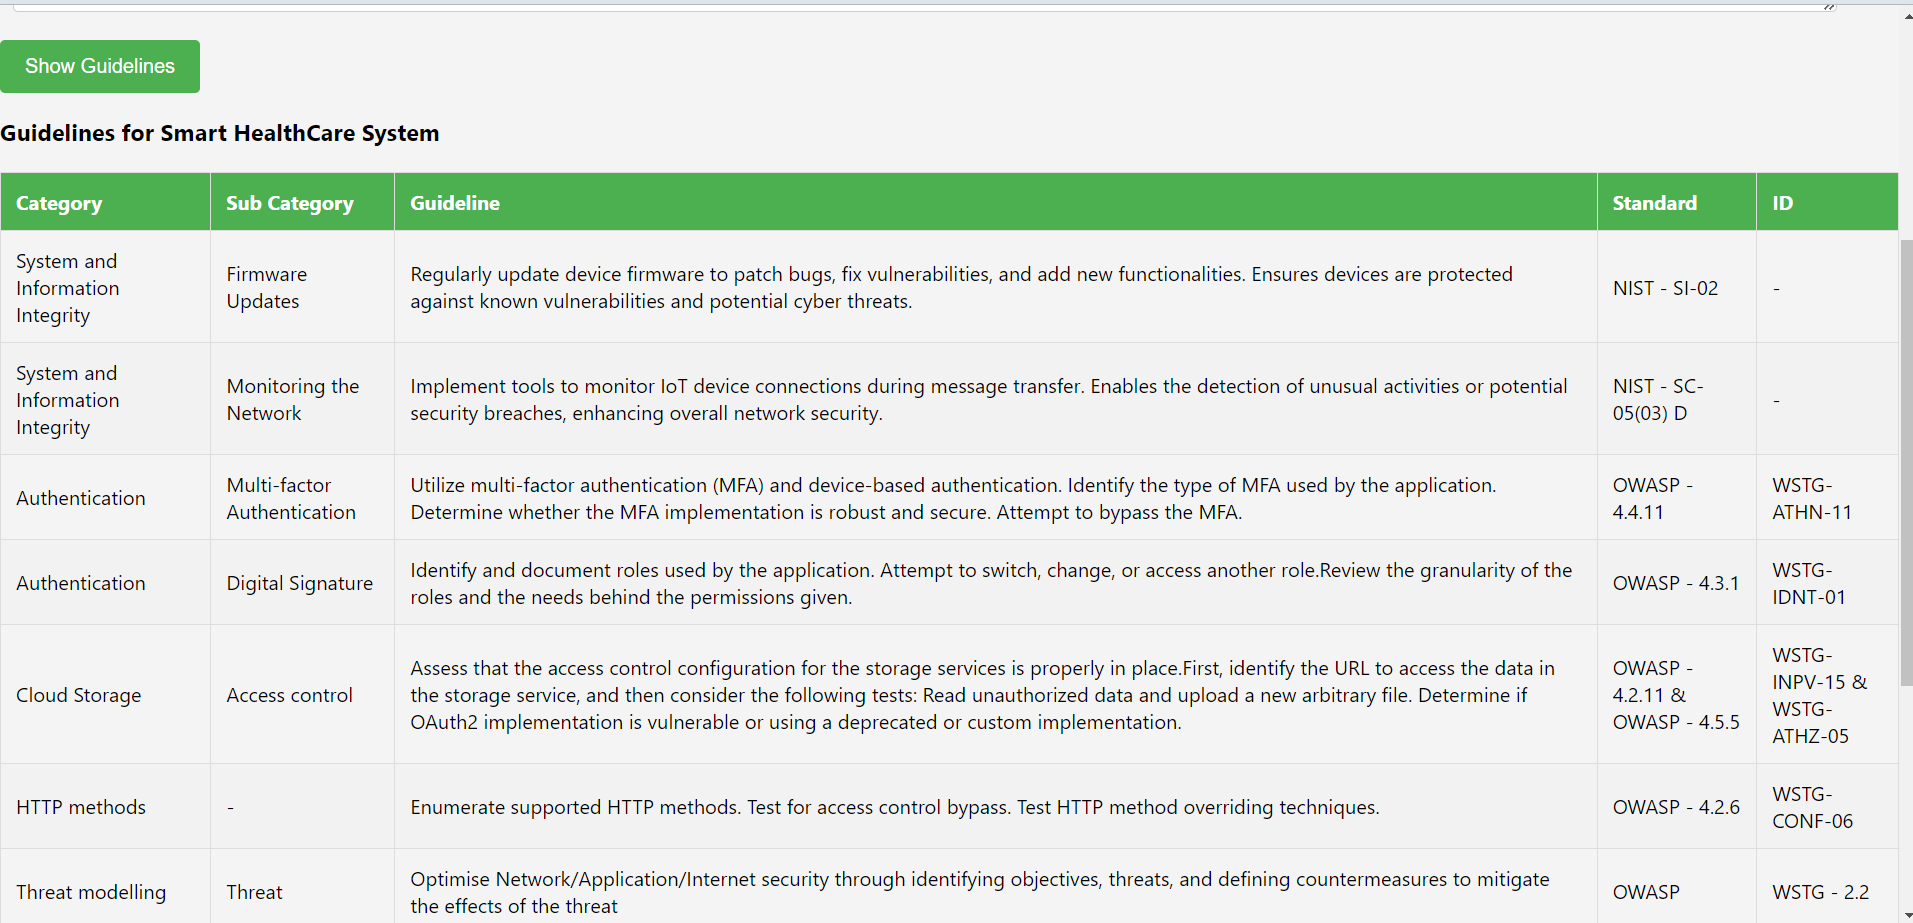 Show Guidelines
Guidelines for Smart HealthCare System
Category Sub Category Guideline Standard ID
System and
Information
Integrity
Firmware
Updates
Regularly update device firmware to patch bugs, fix vulnerabilities, and add new functionalities. Ensures devices are protected
against known vulnerabilities and potential cyber threats.
NIST - SI-02
-
System and
Information
Integrity
Monitoring the
Network
Implement tools to monitor IoT device connections during message transfer. Enables the detection of unusual activities or potential
security breaches, enhancing overall network security.
NIST - SC-
05(03) D
-
Authentication
Multi-factor
Authentication
Utilize multi-factor authentication (MFA) and device-based authentication. Identify the type of MFA used by the application.
Determine whether the MFA implementation is robust and secure. Attempt to bypass the MFA.
OWASP -
4.4.11
WSTG-
ATHN-11
Authentication
Digital Signature
Identify and document roles used by the application. Attempt to switch, change, or access another role.Review the granularity of the
roles and the needs behind the permissions given.
OWASP - 4.3.1
WSTG-
IDNT-01
Cloud Storage
Access control
Assess that the access control configuration for the storage services is properly in place.First, identify the URL to access the data in
the storage service, and then consider the following tests: Read unauthorized data and upload a new arbitrary file. Determine if
OAuth2 implementation is vulnerable or using a deprecated or custom implementation.
OWASP -
4.2.11 &
OWASP - 4.5.5
WSTG-
INPV-15 &
WSTG-
ATHZ-05
HTTP methods
-
Enumerate supported HTTP methods. Test for access control bypass. Test HTTP method overriding techniques.
OWASP - 4.2.6
WSTG-
CONF-06
Threat modelling
Threat
Optimise Network/Application/Internet security through identifying objectives, threats, and defining countermeasures to mitigate
the effects of the threat
OWASP
WSTG - 2.2